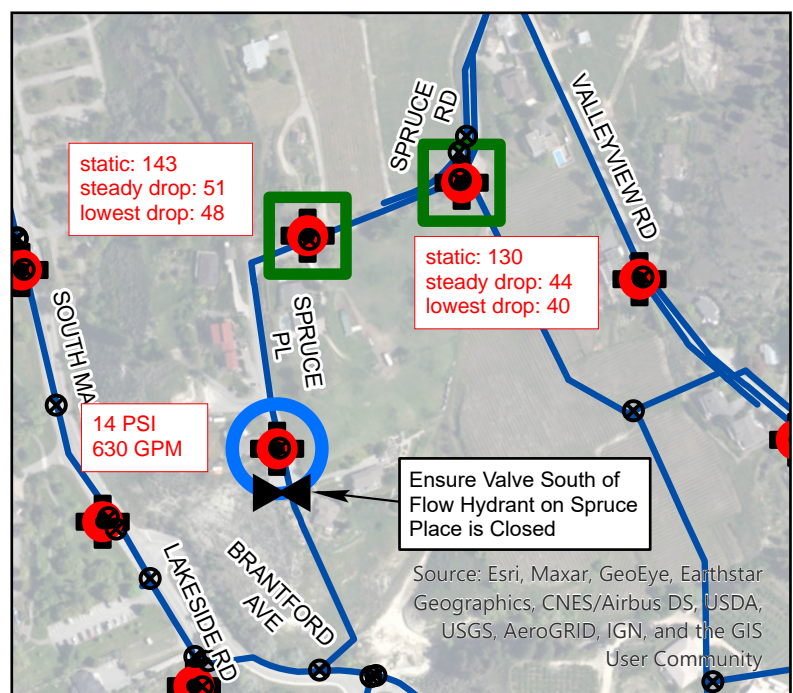 SPRUCE
RD
VALLEYVIEW RD
static: 143
steady drop: 51
lowest drop: 48
static: 130
steady drop: 44
lowest drop: 40
SOUTH MA
SPRUCE
PL
14 PSI
630 GPM
Ensure Valve South of
Flow Hydrant on Spruce
Place is Closed
BRANTFORD
AVE
LAKESIDE RD
Source: Esri, Maxar, GeoEye, Earthstar
Geographics, CNES/Airbus DS, USDA,
USGS, AeroGRID, IGN, and the GIS
User Community